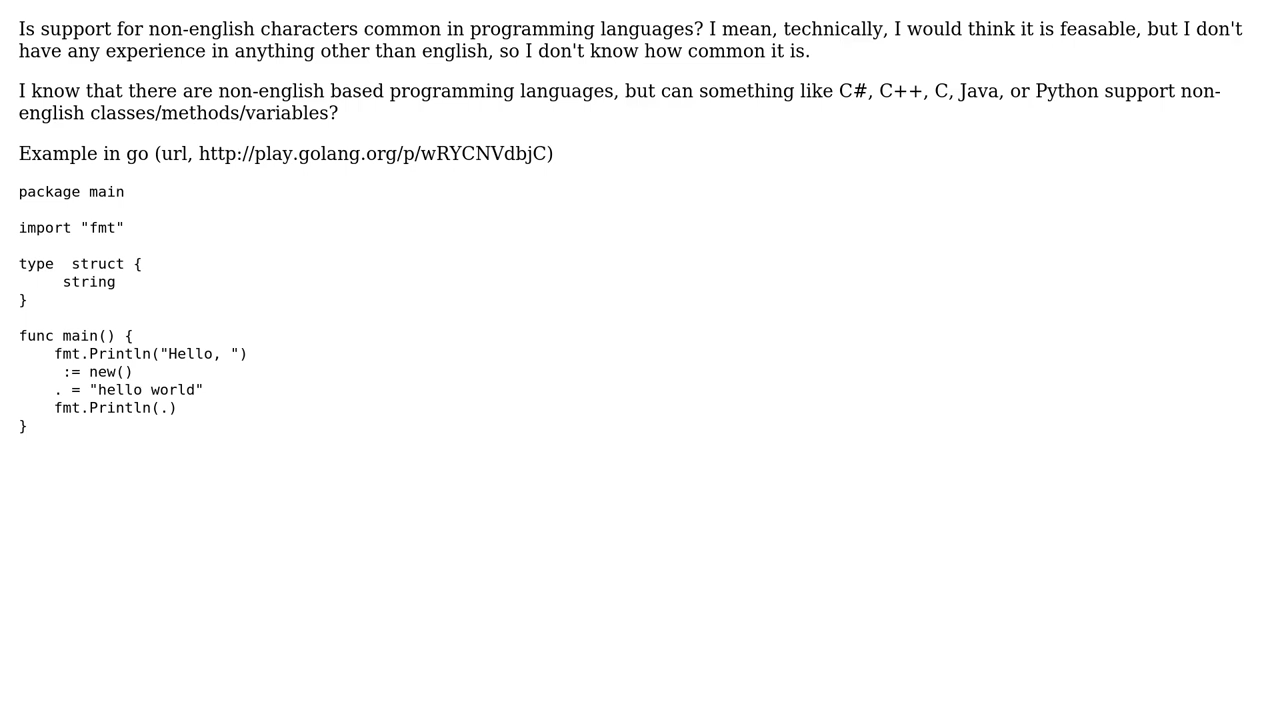 Is support for non-english characters common in programming languages? I mean, technically, I would think it is feasable, but I don't
have any experience in anything other than english, so I don't know how common it is.
I know that there are non-english based programming languages, but can something like C#, C++, C, Java, or Python support non-
english classes/methods/variables?
Example in go (url, http://play.golang.org/p/wRYCNVdbjC)
package main
import "fmt"
type  struct {
     string
}
func main() {
    fmt.Println("Hello, ")
     := new()
    . = "hello world"
    fmt.Println(.)
}